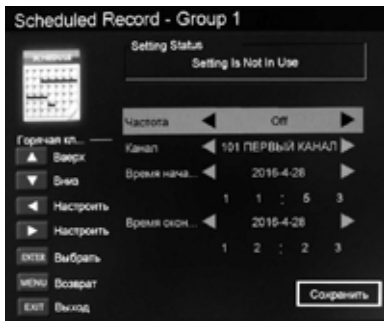 Scheduled Record - Group 1
Setting Status
Setting Is Not In Use
SCHEDULE
Частота Off
Горячая кл...
Канал 101 ПЕРВЫЙ КАНАЛ
Вверх
Время нача... 2016-4-28
Вниз
1 1 : 5 3
Настроить
Время окон... 2016-4-28
Настроить
1 2 : 2 3
ENTER Выбрать
MENU Возврат
Сохранить
EXIT Выход